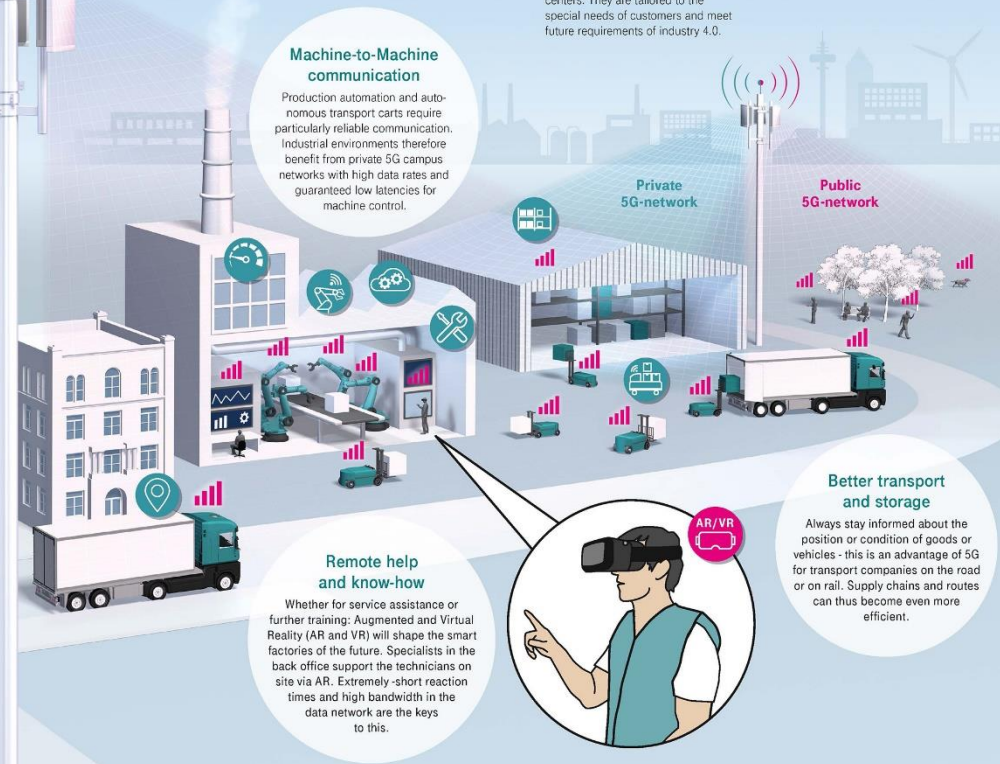 centers. They are tailored to the
special needs of customers and meet
future requirements of industry 4.0.
Machine-to-Machine
communication
Production automation and auto-
nomous transport carts require
particularly reliable communication.
Industrial environments therefore
benefit from private 5G campus
networks with high data rates and
guaranteed low latencies for
machine control.
Private
5G-network
Public
5G-network
Better transport
and storage
Always stay informed about the
position or condition of goods or
vehicles - this is an advantage of 5G
for transport companies on the road
or on rail. Supply chains and routes
can thus become even more
efficient.
AR/VR
Remote help
and know-how
Whether for service assistance or
further training: Augmented and Virtual
Reality (AR and VR) will shape the smart
factories of the future. Specialists in the
back office support the technicians on
site via AR. Extremely -short reaction
times and high bandwidth in the
data network are the keys
to this.